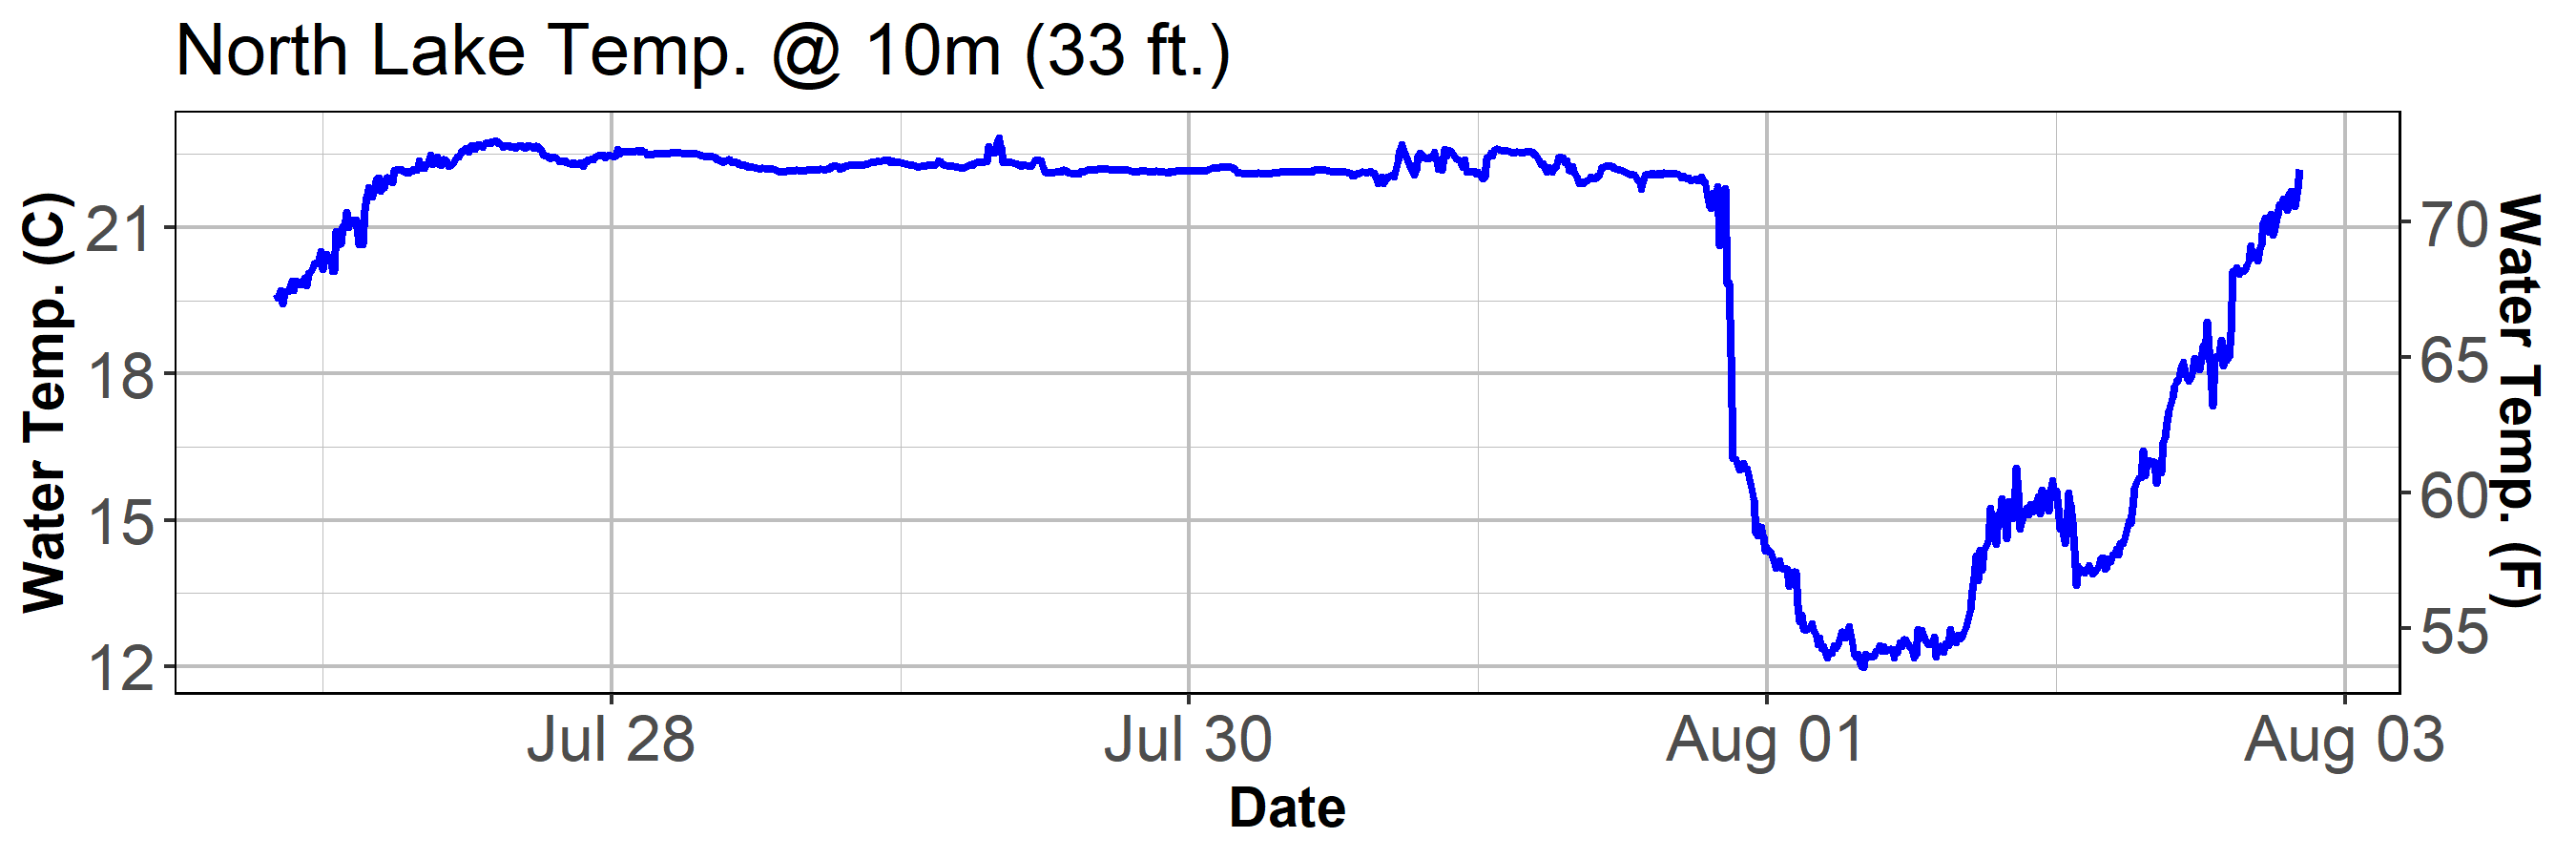 North Lake Temp. @ 10m (33 ft.)
Water Temp. (C)
21
18
15
12
70
65
60
55
Water Temp. (F)
Jul 28
Jul 30
Aug 01
Aug 03
Date